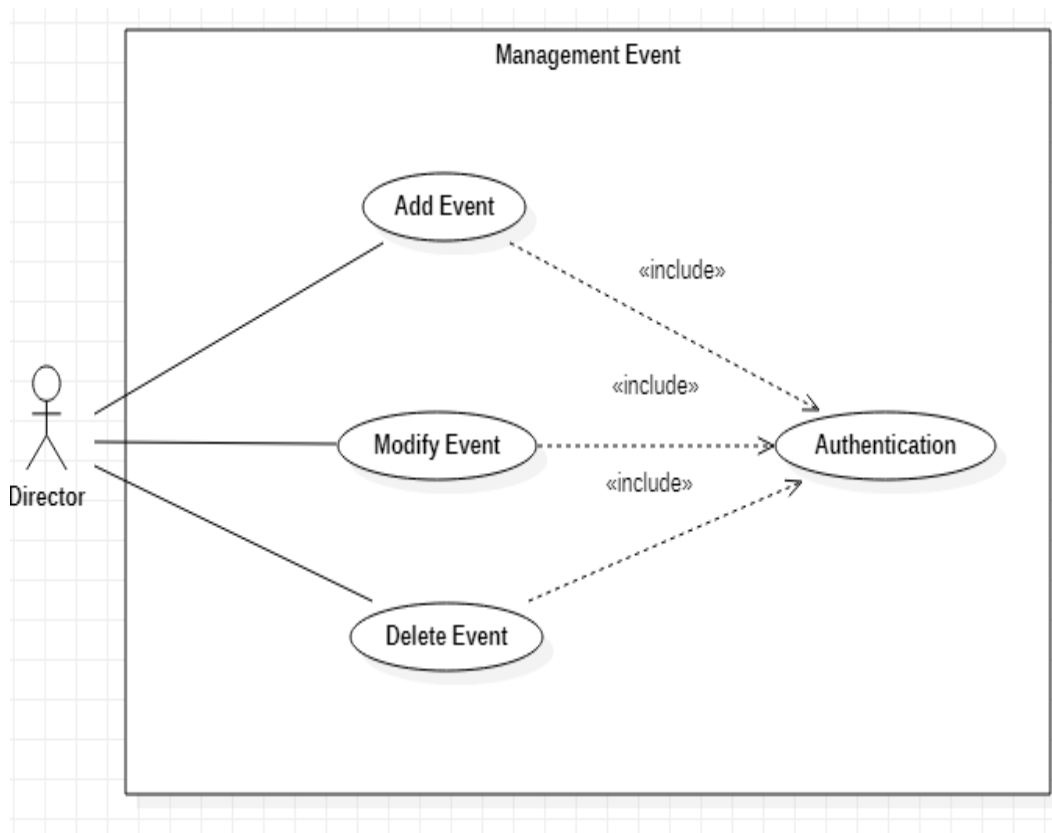 Management Event
Add Event
«include»
«include»
Modify Event
Authentication
«include»
Director
Delete Event